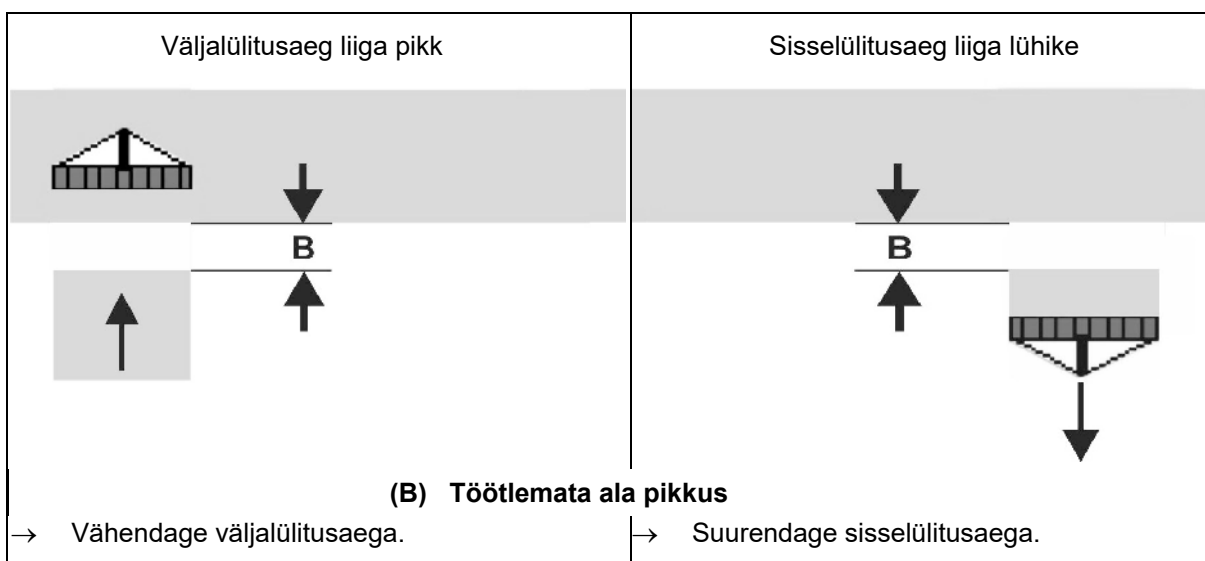 Väljalülitusaeg liiga pikk
Sisselülitusaeg liiga lühike
B
B
(B) Töötlemata ala pikkus
→ Vähendage väljalülitusaega.
→ Suurendage sisselülitusaega.